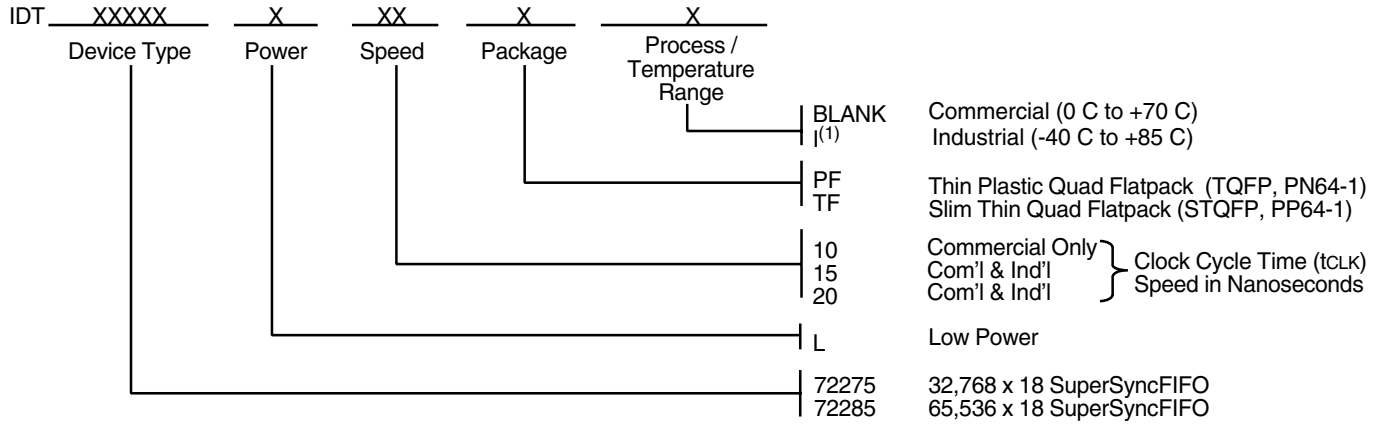 IDT XXXXX X XX X X
Device Type Power Speed Package Process / Temperature Range
BLANK Commercial (0 C to +70 C)
I(1) Industrial (-40 C to +85 C)
PF Thin Plastic Quad Flatpack (TQFP, PN64-1)
TF Slim Thin Quad Flatpack (STQFP, PP64-1)
10 Commercial Only
15 Com'l & Ind'l
20 Com'l & Ind'l
Clock Cycle Time (tCLK)
Speed in Nanoseconds
L Low Power
72275 32,768 x 18 SuperSyncFIFO
72285 65,536 x 18 SuperSyncFIFO